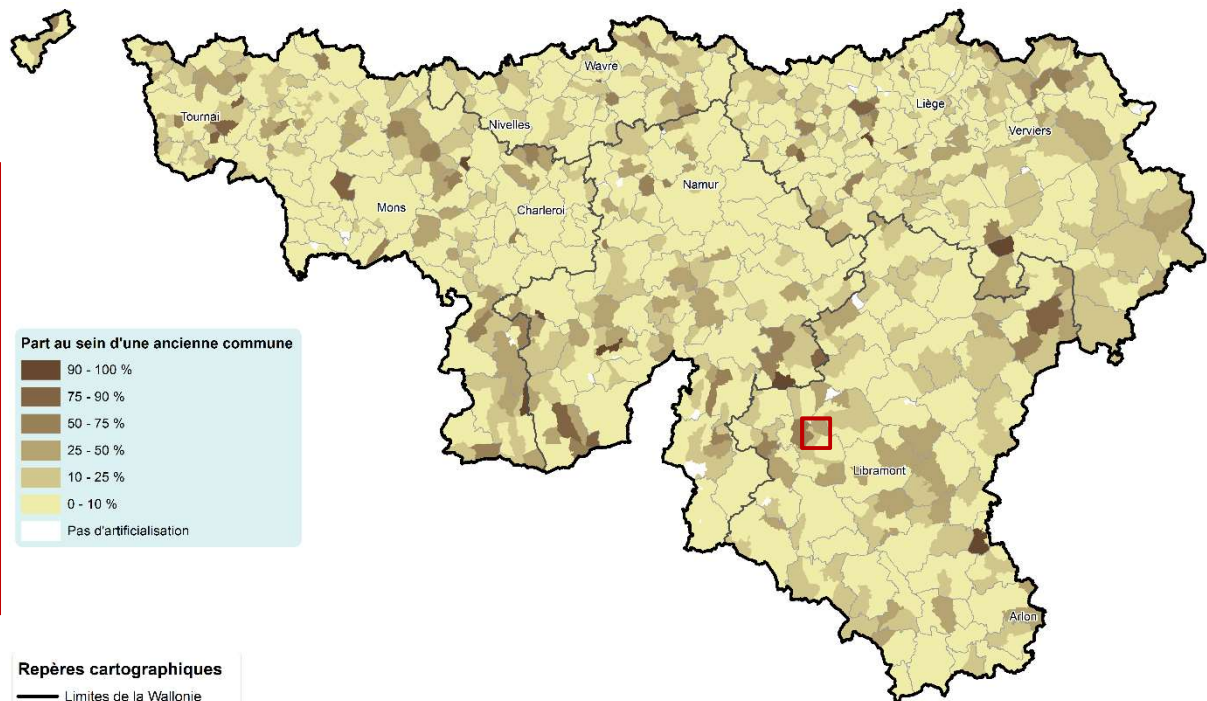 Wavre
Tournai
Liège
Nivelles
Verviers
Namur
Mons
Charleroi
Part au sein d'une ancienne commune
90 - 100 %
75 - 90 %
50 - 75 %
25 - 50 %
10 - 25 %
0 - 10 %
Pas d'artificialisation
Libramont
Arlon
Repères cartographiques
Limites de la Wallonie